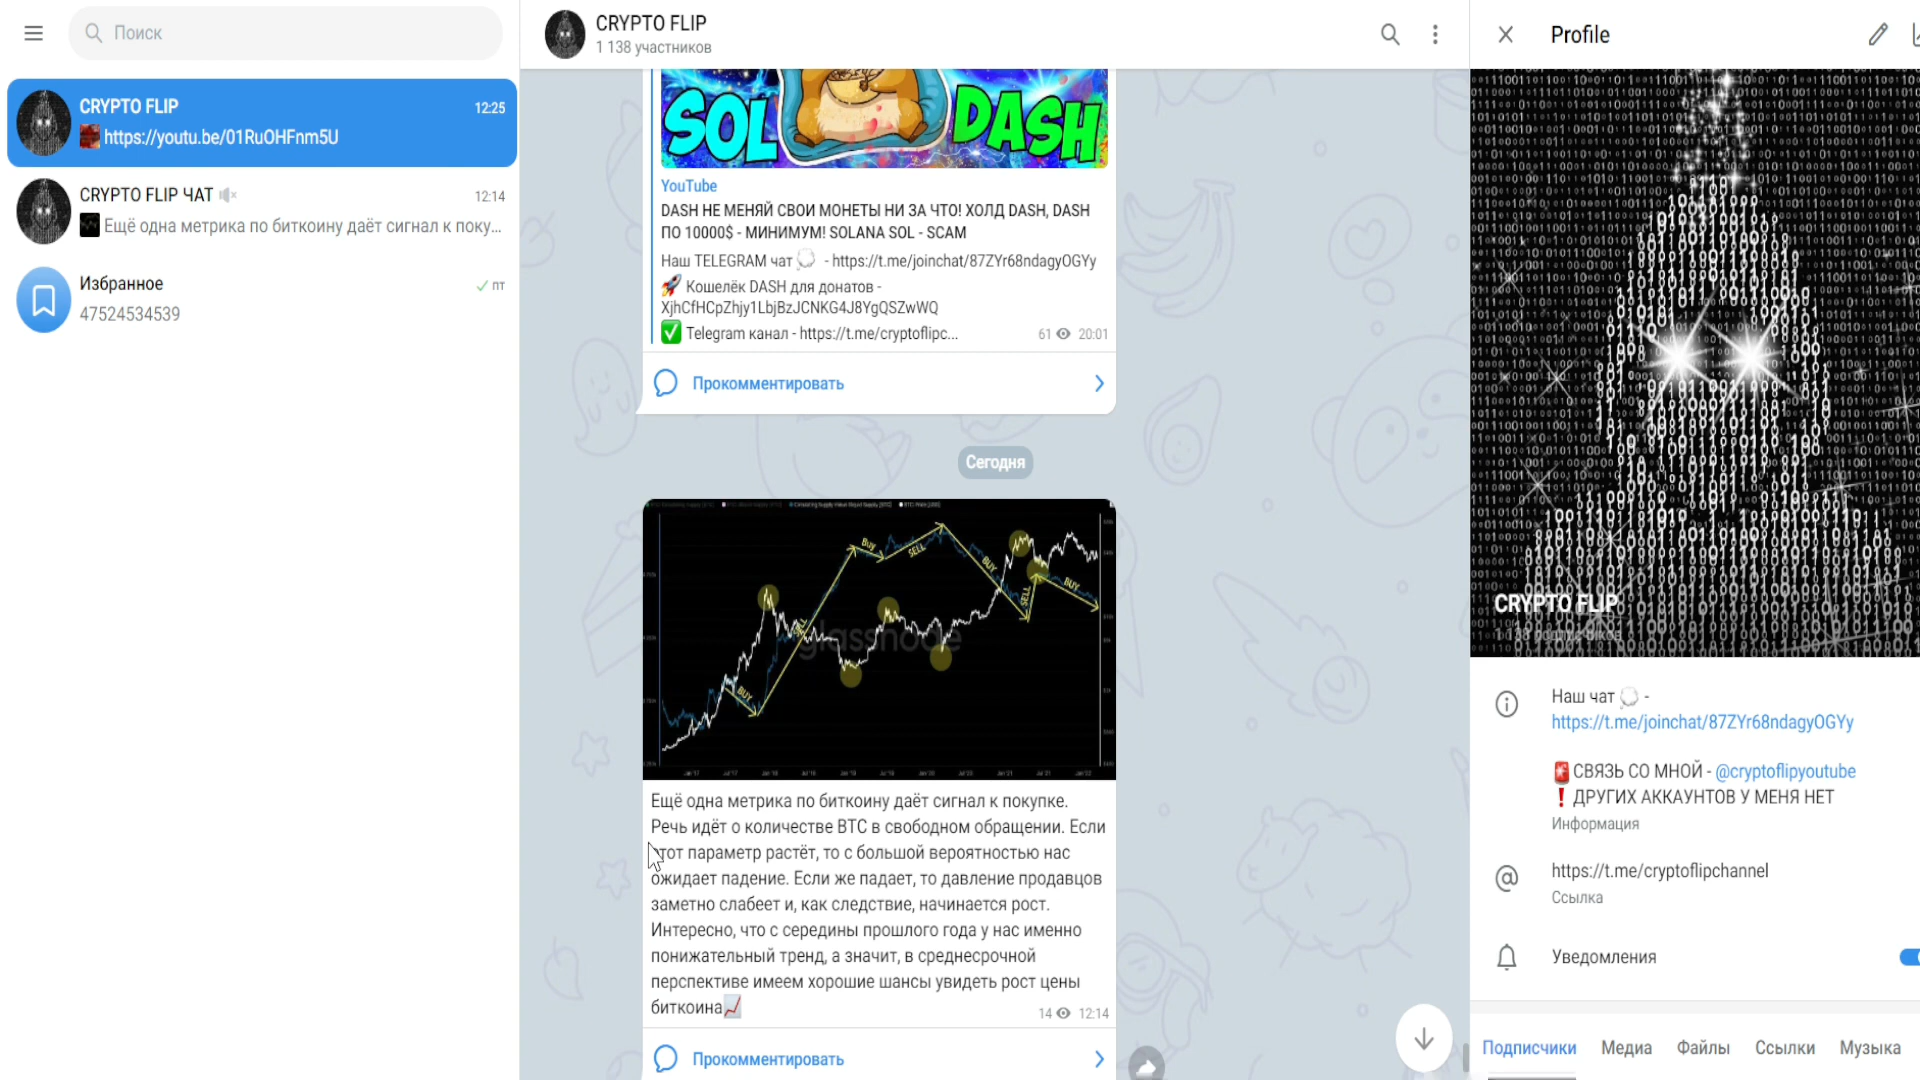 Поиск
CRYPTO FLIP
12:25
https://youtu.be/01RuOHFnm5U
CRYPTO FLIP ЧАТ
12:14
Ещё одна метрика по биткоину даёт сигнал к поку...
Избранное
пт
47524534539
CRYPTO FLIP
1 138 участников
SOL
DASH
YouTube
DASH НЕ МЕНЯЙ СВОИ МОНЕТЫ НИ ЗА ЧТО! ХОЛД DASH, DASH
ПО 10000$ - МИНИМУМ! SOLANA SOL - SCAM
Наш TELEGRAM чат 💭 - https://t.me/joinchat/87ZYr68ndagyOGYy
🚀 Кошелёк DASH для донатов -
XjhCfHCpZhjy1LbjBzJCNKG4J8YgQSZwWQ
✅ Telegram канал - https://t.me/cryptoflipc...
61 20:01
Прокомментировать
Сегодня
BUY
SELL
BUY
SELL
BUY
SELL
BUY
glassnode
Ещё одна метрика по биткоину даёт сигнал к покупке.
Речь идёт о количестве BTC в свободном обращении. Если
этот параметр растёт, то с большой вероятностью нас
ожидает падение. Если же падает, то давление продавцов
заметно слабеет и, как следствие, начинается рост.
Интересно, что с середины прошлого года у нас именно
понижательный тренд, а значит, в среднесрочной
перспективе имеем хорошие шансы увидеть рост цены
биткоина📈
14 12:14
Прокомментировать
Profile
CRYPTO FLIP
Наш чат 💭 -
https://t.me/joinchat/87ZYr68ndagyOGYy
🚨СВЯЗЬ СО МНОЙ - @cryptoflipyoutube
❗ДРУГИХ АККАУНТОВ У МЕНЯ НЕТ
Информация
https://t.me/cryptoflipchannel
Ссылка
Уведомления
Подписчики Медиа Файлы Ссылки Музыка